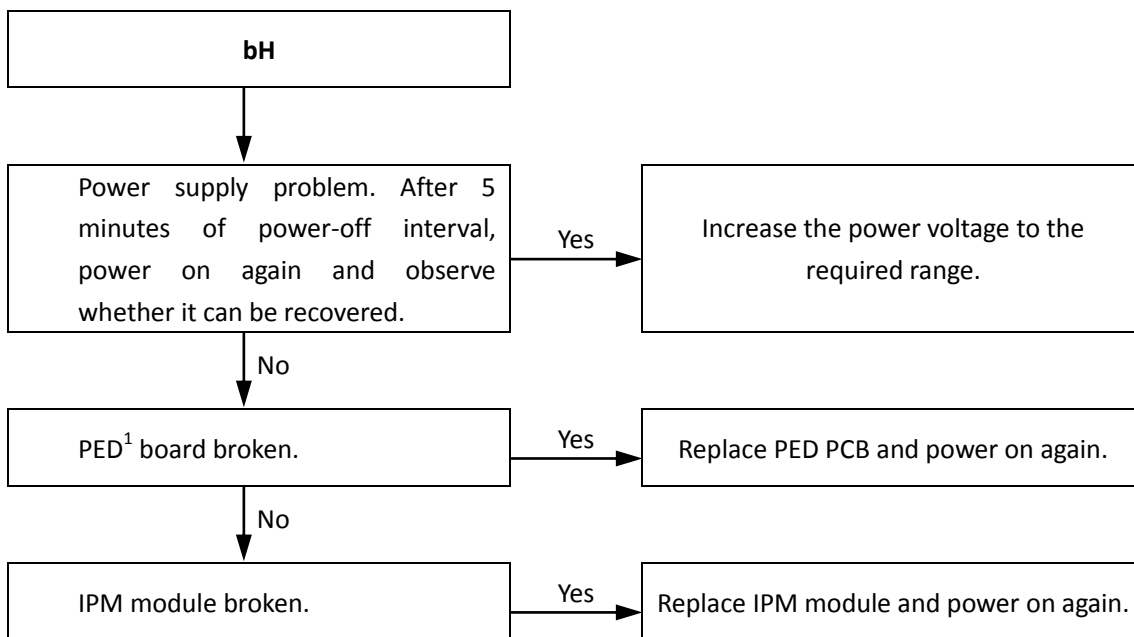 bH
Power supply problem. After 5
minutes of power-off interval,
power on again and observe
whether it can be recovered.
Yes
Increase the power voltage to the
required range.
No
PED¹ board broken.
Yes
Replace PED PCB and power on again.
No
IPM module broken.
Yes
Replace IPM module and power on again.